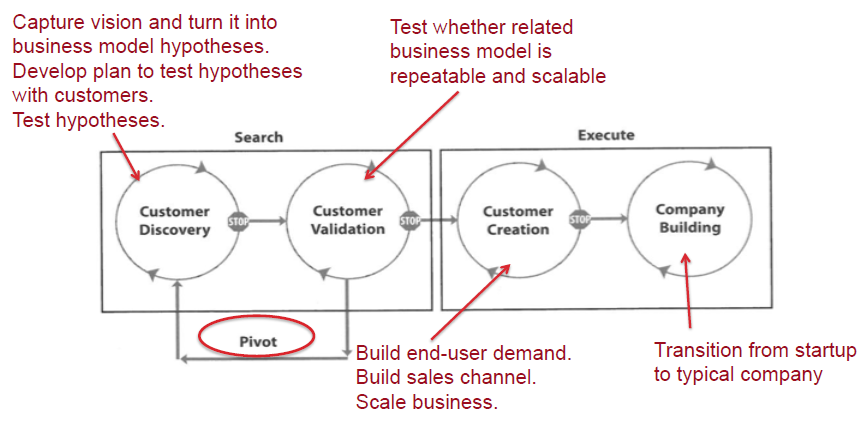 Capture vision and turn it into
business model hypotheses.
Develop plan to test hypotheses
with customers.
Test hypotheses.
Test whether related
business model is
repeatable and scalable
Search
Execute
Customer
Discovery
STOP
Customer
Validation
STOP
Customer
Creation
STOP
Company
Building
Pivot
Build end-user demand.
Build sales channel.
Scale business.
Transition from startup
to typical company